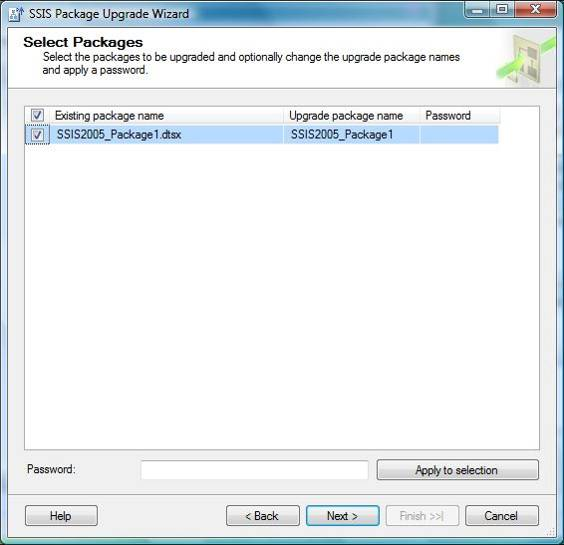 SSIS Package Upgrade Wizard
Select Packages
Select the packages to be upgraded and optionally change the upgrade package names
and apply a password.
Existing package name Upgrade package name Password
SSIS2005_Package1.dtsx SSIS2005_Package1
Password: Apply to selection
Help < Back Next > Finish >>| Cancel